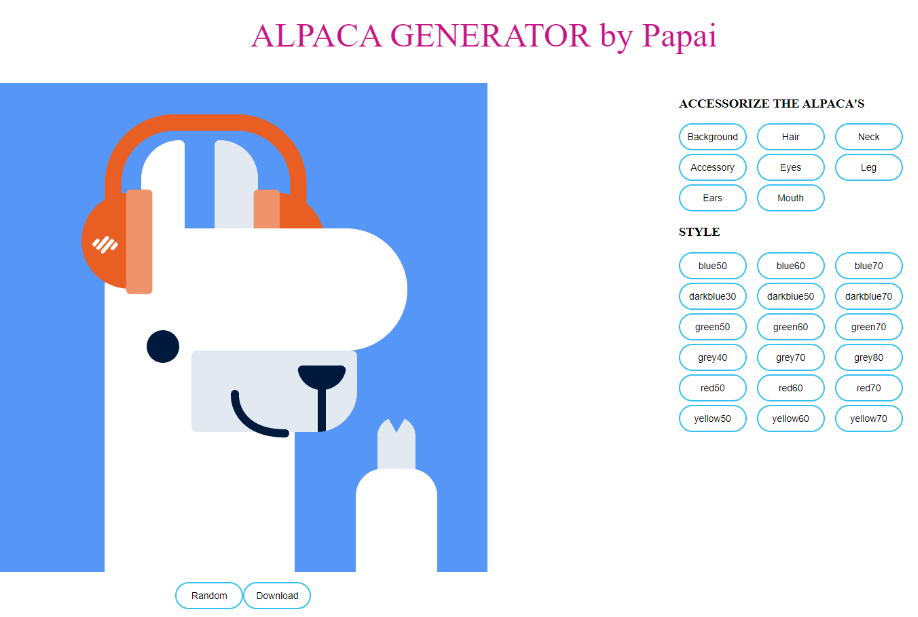 ALPACA GENERATOR by Papai
ACCESSORIZE THE ALPACA'S
Background Hair Neck
Accessory Eyes Leg
Ears Mouth
STYLE
blue50 blue60 blue70
darkblue30 darkblue50 darkblue70
green50 green60 green70
grey40 grey70 grey80
red50 red60 red70
yellow50 yellow60 yellow70
Random Download